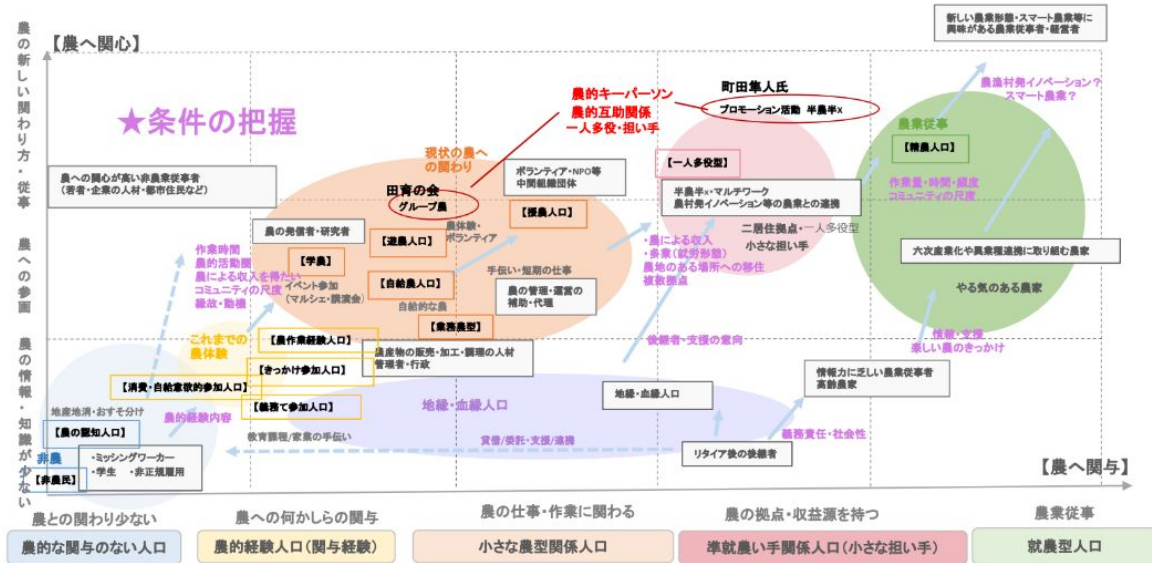 新しい農業形態・スマート農業等に
興味がある農業従事者・経営者
農の新しい関わり方・従事
農への参画
農の情報・知識が少ない
【農へ関心】
★条件の把握
農への関心が高い非農業従事者
(若者・企業の人材・都市住民など)
農的キーパーソン
農的互助関係
一人多役・担い手
町田隼人氏
プロモーション活動 半農半x
農漁村発イノベーション?
スマート農業?
農業従事
【精農人口】
作業量・時間・頻度
コミュニティの尺度
現状の農へ
の関わり
田育の会
グループ農
ボランティア・NPO等
中間組織団体
【援農人口】
【一人多役型】
半農半x・マルチワーク
農村発イノベーション等の農業との連携
二居住拠点・一人多役型
小さな担い手
六次産業化や異業種連携に取り組む農家
やる気のある農家
農の発信者・研究者
【遊農人口】
農体験・
ボランティア
【学農】
イベント参加
(マルシェ・講演会)
【自給農人口】
自給的な農
手伝い・短期の仕事
農の管理・運営の
補助・代理
【業務農型】
・農による収入
・多業(就労形態)
農地のある場所への移住
複数拠点
作業時間
農的活動圏
農による収入を得たい
コミュニティの尺度
縁故・動機
これまでの
農体験
【農作業経験人口】
農産物の販売・加工・調理の人材
管理者・行政
【きっかけ参加人口】
【消費・自給意欲的参加人口】
【義務て参加人口】
後継者・支援の意向
情報・支援
楽しい農のきっかけ
情報力に乏しい農業従事者
高齢農家
地縁・血縁人口
地縁・血縁人口
地産地消・おすそ分け
農的経験内容
【農の認知人口】
教育課程/家業の手伝い
貸借/委託・支援/連携
義務責任・社会性
リタイア後の後継者
非農
【非農民】
・ミッシングワーカー
・学生 ・非正規雇用
【農へ関与】
農との関わり少ない
農への何かしらの関与
農の仕事・作業に関わる
農の拠点・収益源を持つ
農業従事
農的な関与のない人口
農的経験人口(関与経験)
小さな農型関係人口
準就農い手関係人口(小さな担い手)
就農型人口